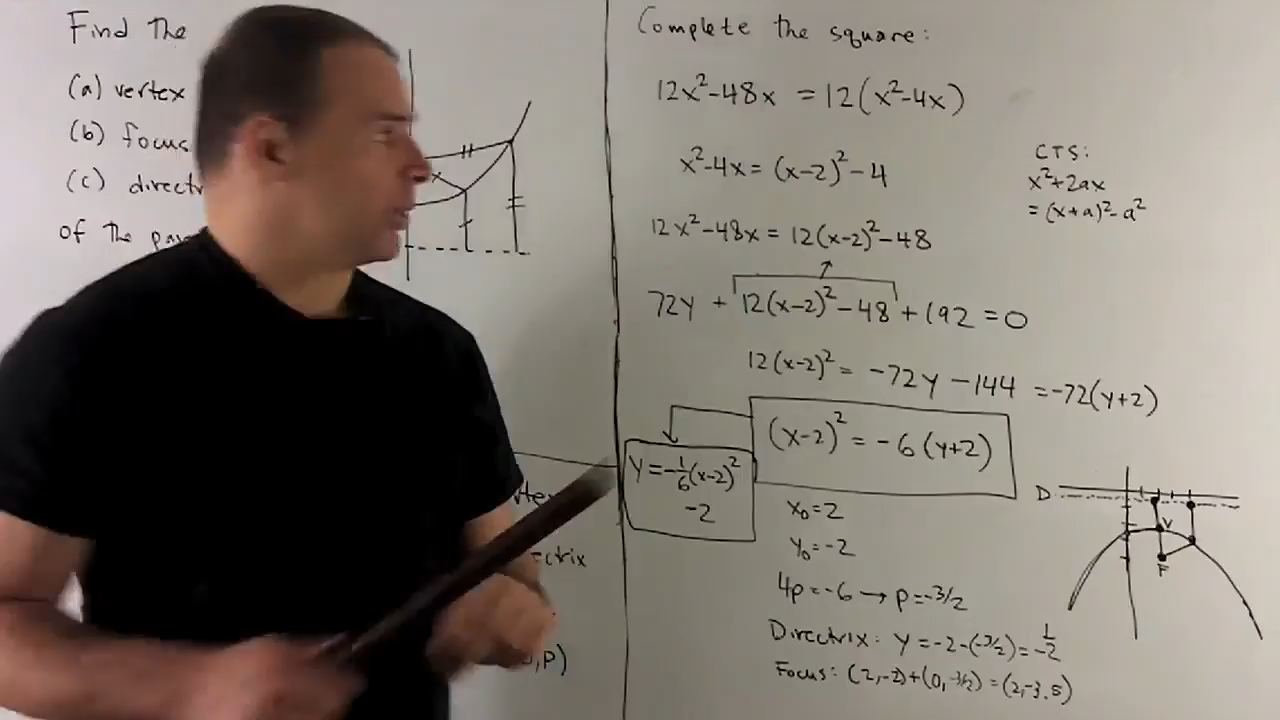 Find the
(a) vertex
(b) focus
(c) directr
of the
Complete the square:
12x²-48x = 12(x²-4x)
x²-4x = (x-2)²-4
12x²-48x = 12(x-2)²-48
72y + 12(x-2)²-48 + 192 = 0
12(x-2)² = -72y -144 = -72(y+2)
(x-2)² = -6(y+2)
y = -1/6(x-2)²
-2
x₀=2
y₀=-2
4p=-6 → p=-3/2
Directrix: y = -2-(-3/2) = -1/2
Focus: (2,-2)+(0,-3/2) = (2,-3.5)
CTS:
x²+2ax
= (x+a)²-a²
D
V
F
rtex
ectrix
,p)